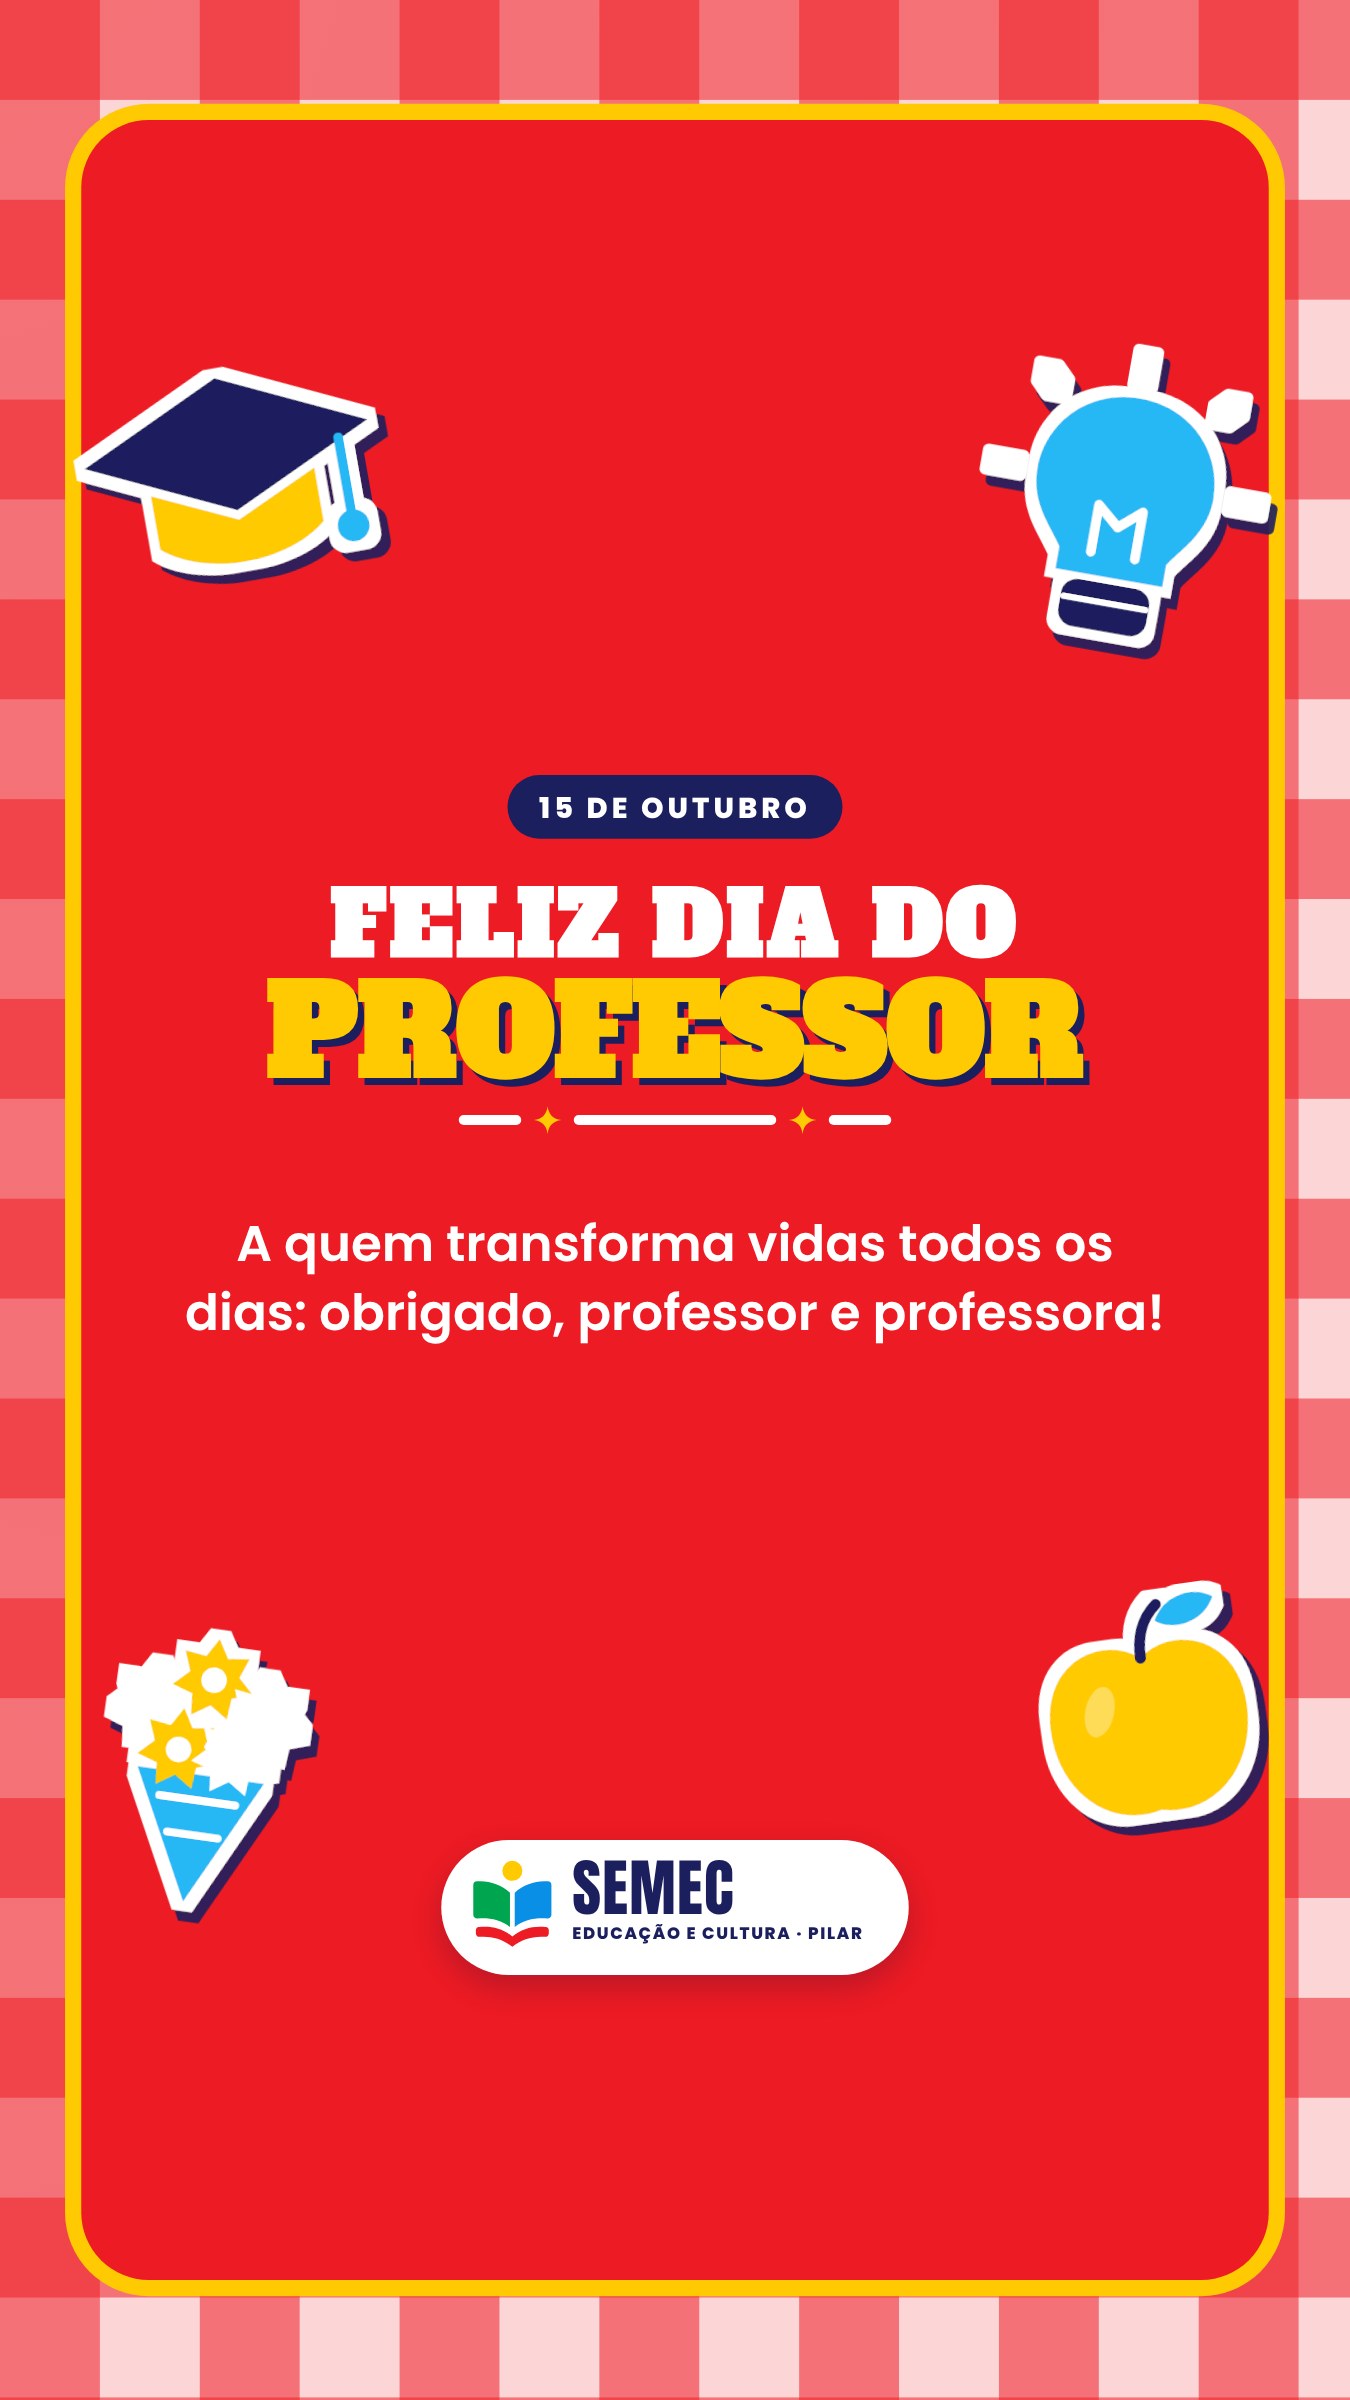 15 DE OUTUBRO
FELIZ DIA DO
PROFESSOR
A quem transforma vidas todos os
dias: obrigado, professor e professora!
SEMEC
EDUCAÇÃO E CULTURA · PILAR